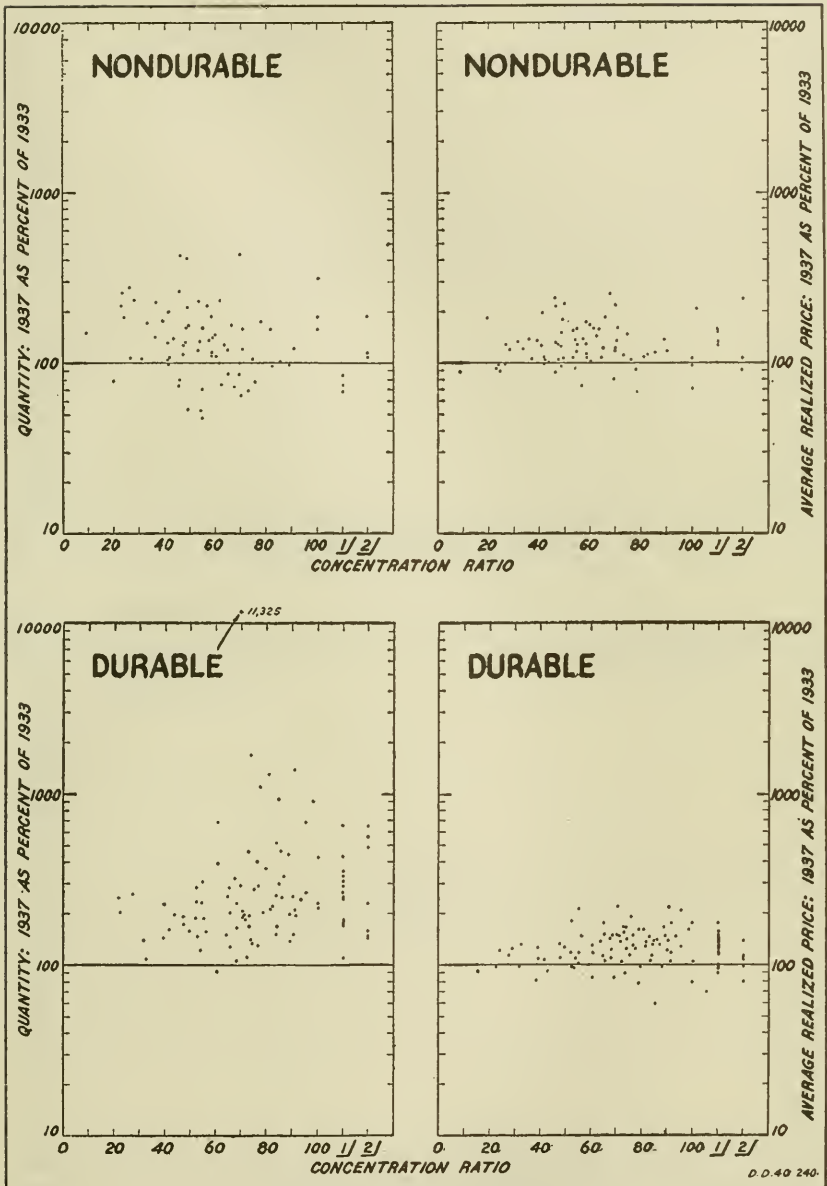 NONDURABLE
10000
1000
100
10
QUANTITY: 1937 AS PERCENT OF 1933
0 20 40 60 80 100 1/ 2/
NONDURABLE
10000
1000
100
10
AVERAGE REALIZED PRICE: 1937 AS PERCENT OF 1933
0 20 40 60 80 100 1/ 2/
CONCENTRATION RATIO
DURABLE
11,325
10000
1000
100
10
QUANTITY: 1937 AS PERCENT OF 1933
0 20 40 60 80 100 1/ 2/
DURABLE
10000
1000
100
10
AVERAGE REALIZED PRICE: 1937 AS PERCENT OF 1933
0 20 40 60 80 100 1/ 2/
CONCENTRATION RATIO
D.D.40 240.